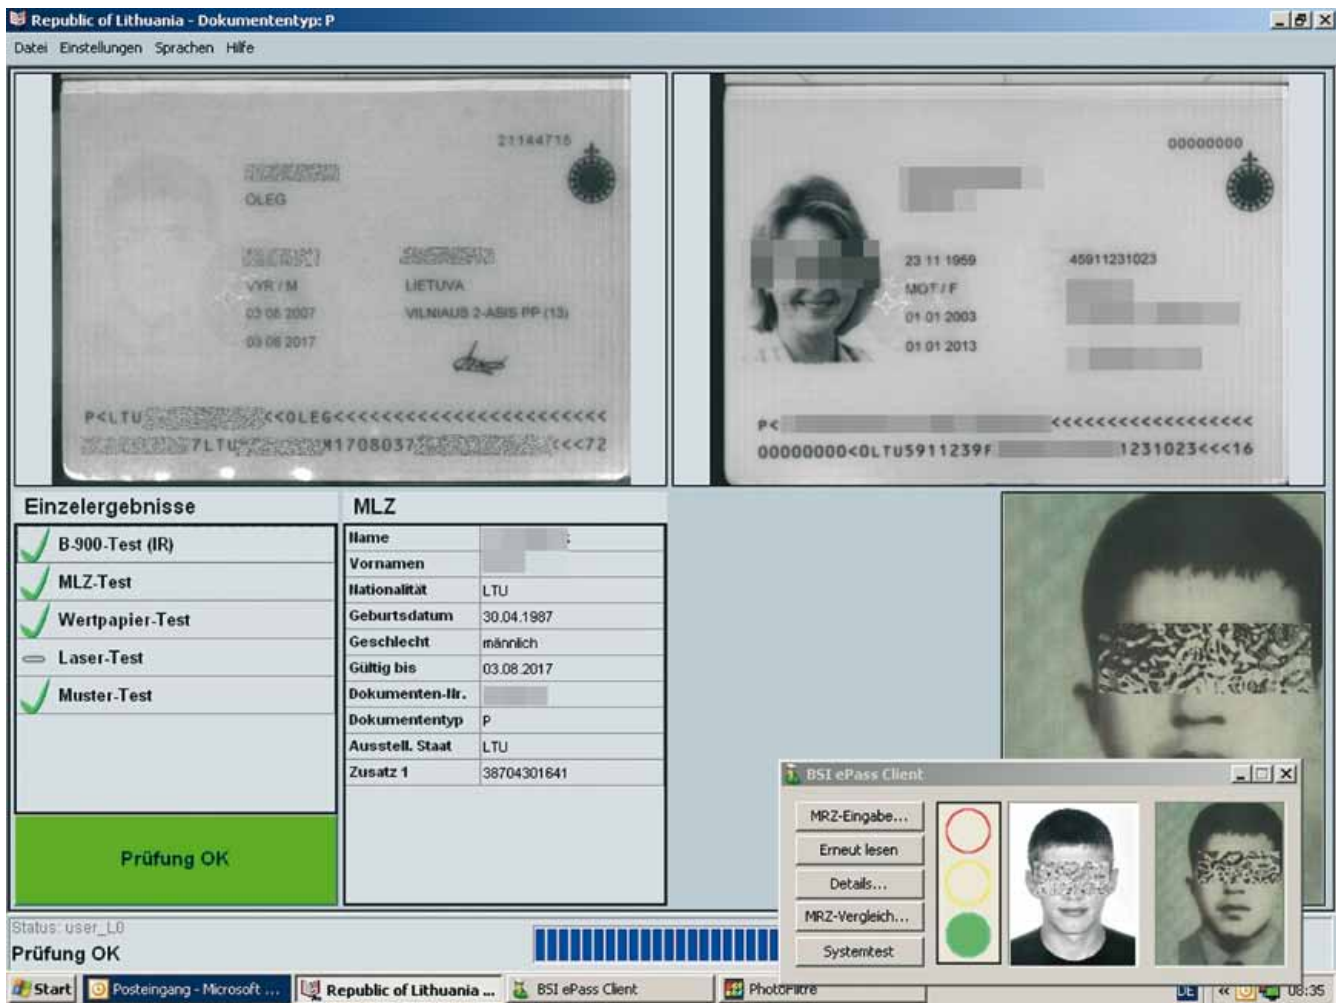 Republic of Lithuania - Dokumententyp: P
Datei Einstellungen Sprachen Hilfe
21144715
OLEG
VYR / M LIETUVA
03 08 2007 VILNIAUS 2-ASIS PP (13)
03 08 2017
P<LTU <<OLEG<<<<<<<<<<<<<<<<<<<<<<<<
7LTU M1708037 <<<72
00000000
23 11 1959 45911231023
MOT / F
01 01 2003
01 01 2013
P< <<<<<<<<<<<<<<<<<<
00000000<0LTU5911239F 1231023<<<16
Einzelergebnisse
B-900-Test (IR)
MLZ-Test
Wertpapier-Test
Laser-Test
Muster-Test
Prüfung OK
MLZ
Name
Vornamen
Nationalität LTU
Geburtsdatum 30.04.1987
Geschlecht männlich
Gültig bis 03.08.2017
Dokumenten-Nr.
Dokumententyp P
Ausstell. Staat LTU
Zusatz 1 38704301641
BSI ePass Client
MRZ-Eingabe...
Erneut lesen
Details...
MRZ-Vergleich...
Systemtest
Status: user_L0
Prüfung OK
Start Posteingang - Microsoft ... Republic of Lithuania ... BSI ePass Client PhotoFiltre DE « 08:35